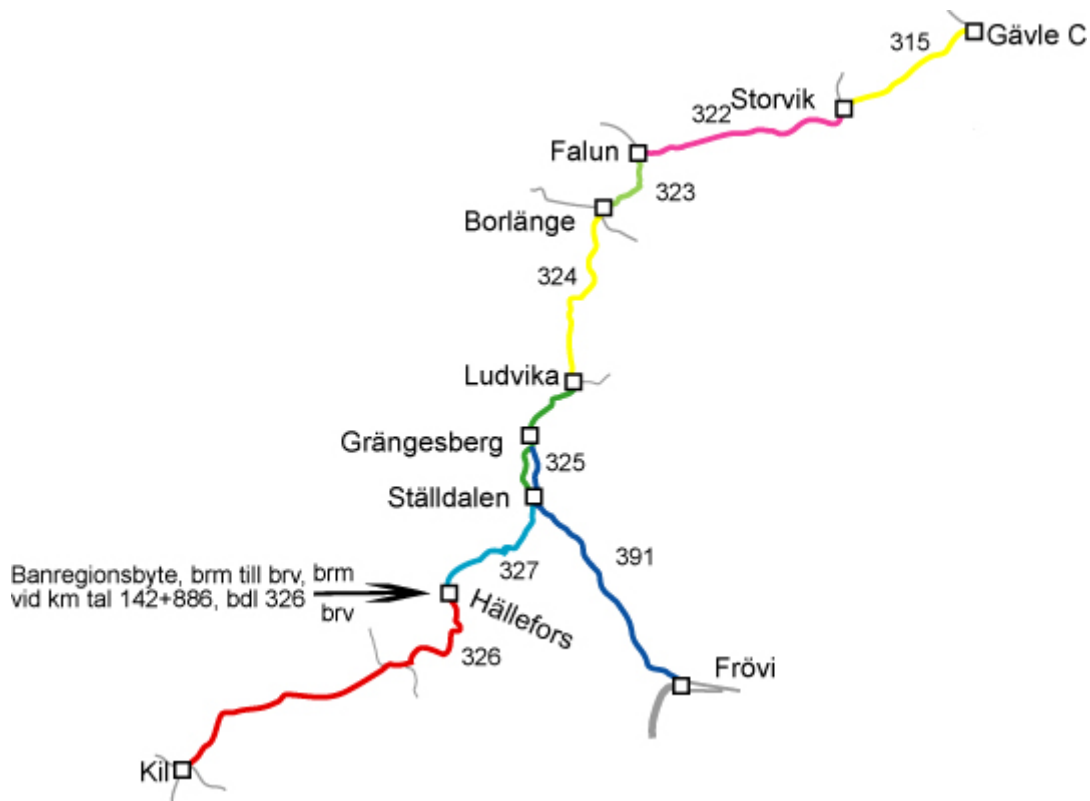 315
Gävle C
Storvik
322
Falun
323
Borlänge
324
Ludvika
Grängesberg
325
Ställdalen
391
327
Banregionsbyte, brm till brv, brm
vid km tal 142+886, bdl 326
brv
Hällefors
326
Frövi
Kil